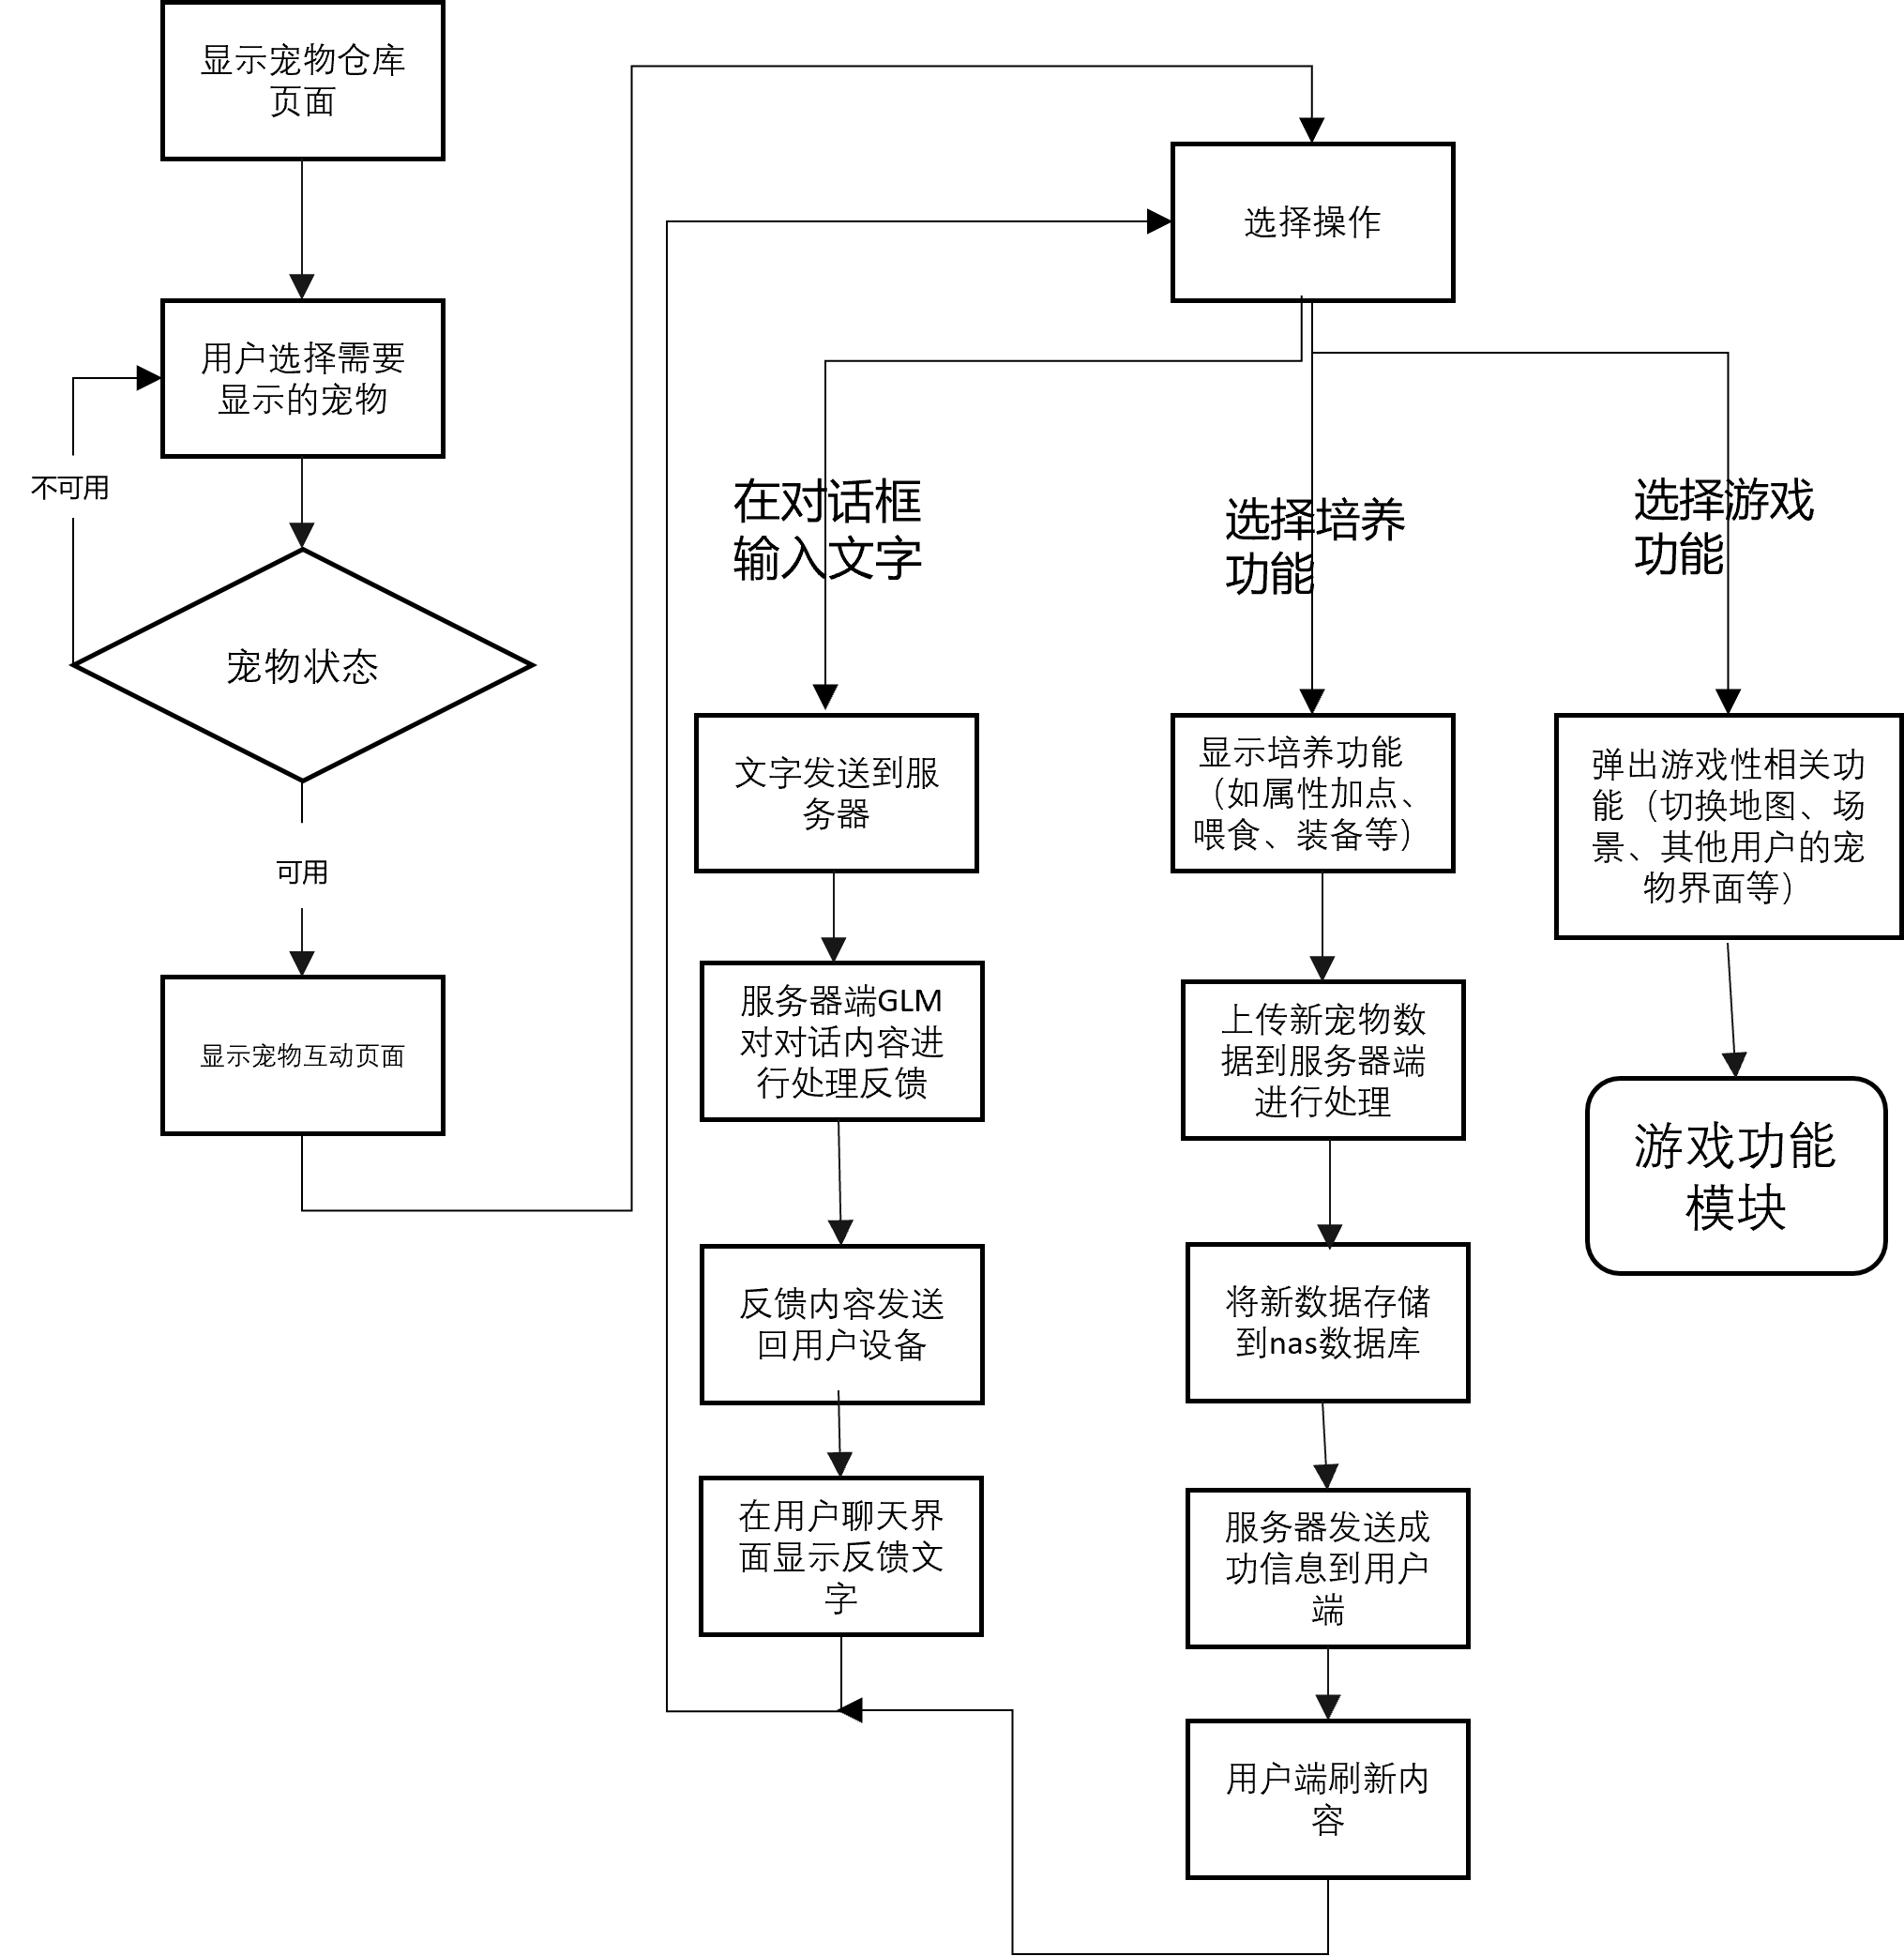 显示宠物仓库
页面
用户选择需要
显示的宠物
不可用
宠物状态
可用
显示宠物互动页面
选择操作
在对话框
输入文字
选择培养
功能
选择游戏
功能
文字发送到服
务器
服务器端GLM
对对话内容进
行处理反馈
反馈内容发送
回用户设备
在用户聊天界
面显示反馈文
字
显示培养功能
（如属性加点、
喂食、装备等）
上传新宠物数
据到服务器端
进行处理
将新数据存储
到nas数据库
服务器发送成
功信息到用户
端
用户端刷新内
容
弹出游戏性相关功
能（切换地图、场
景、其他用户的宠
物界面等）
游戏功能
模块